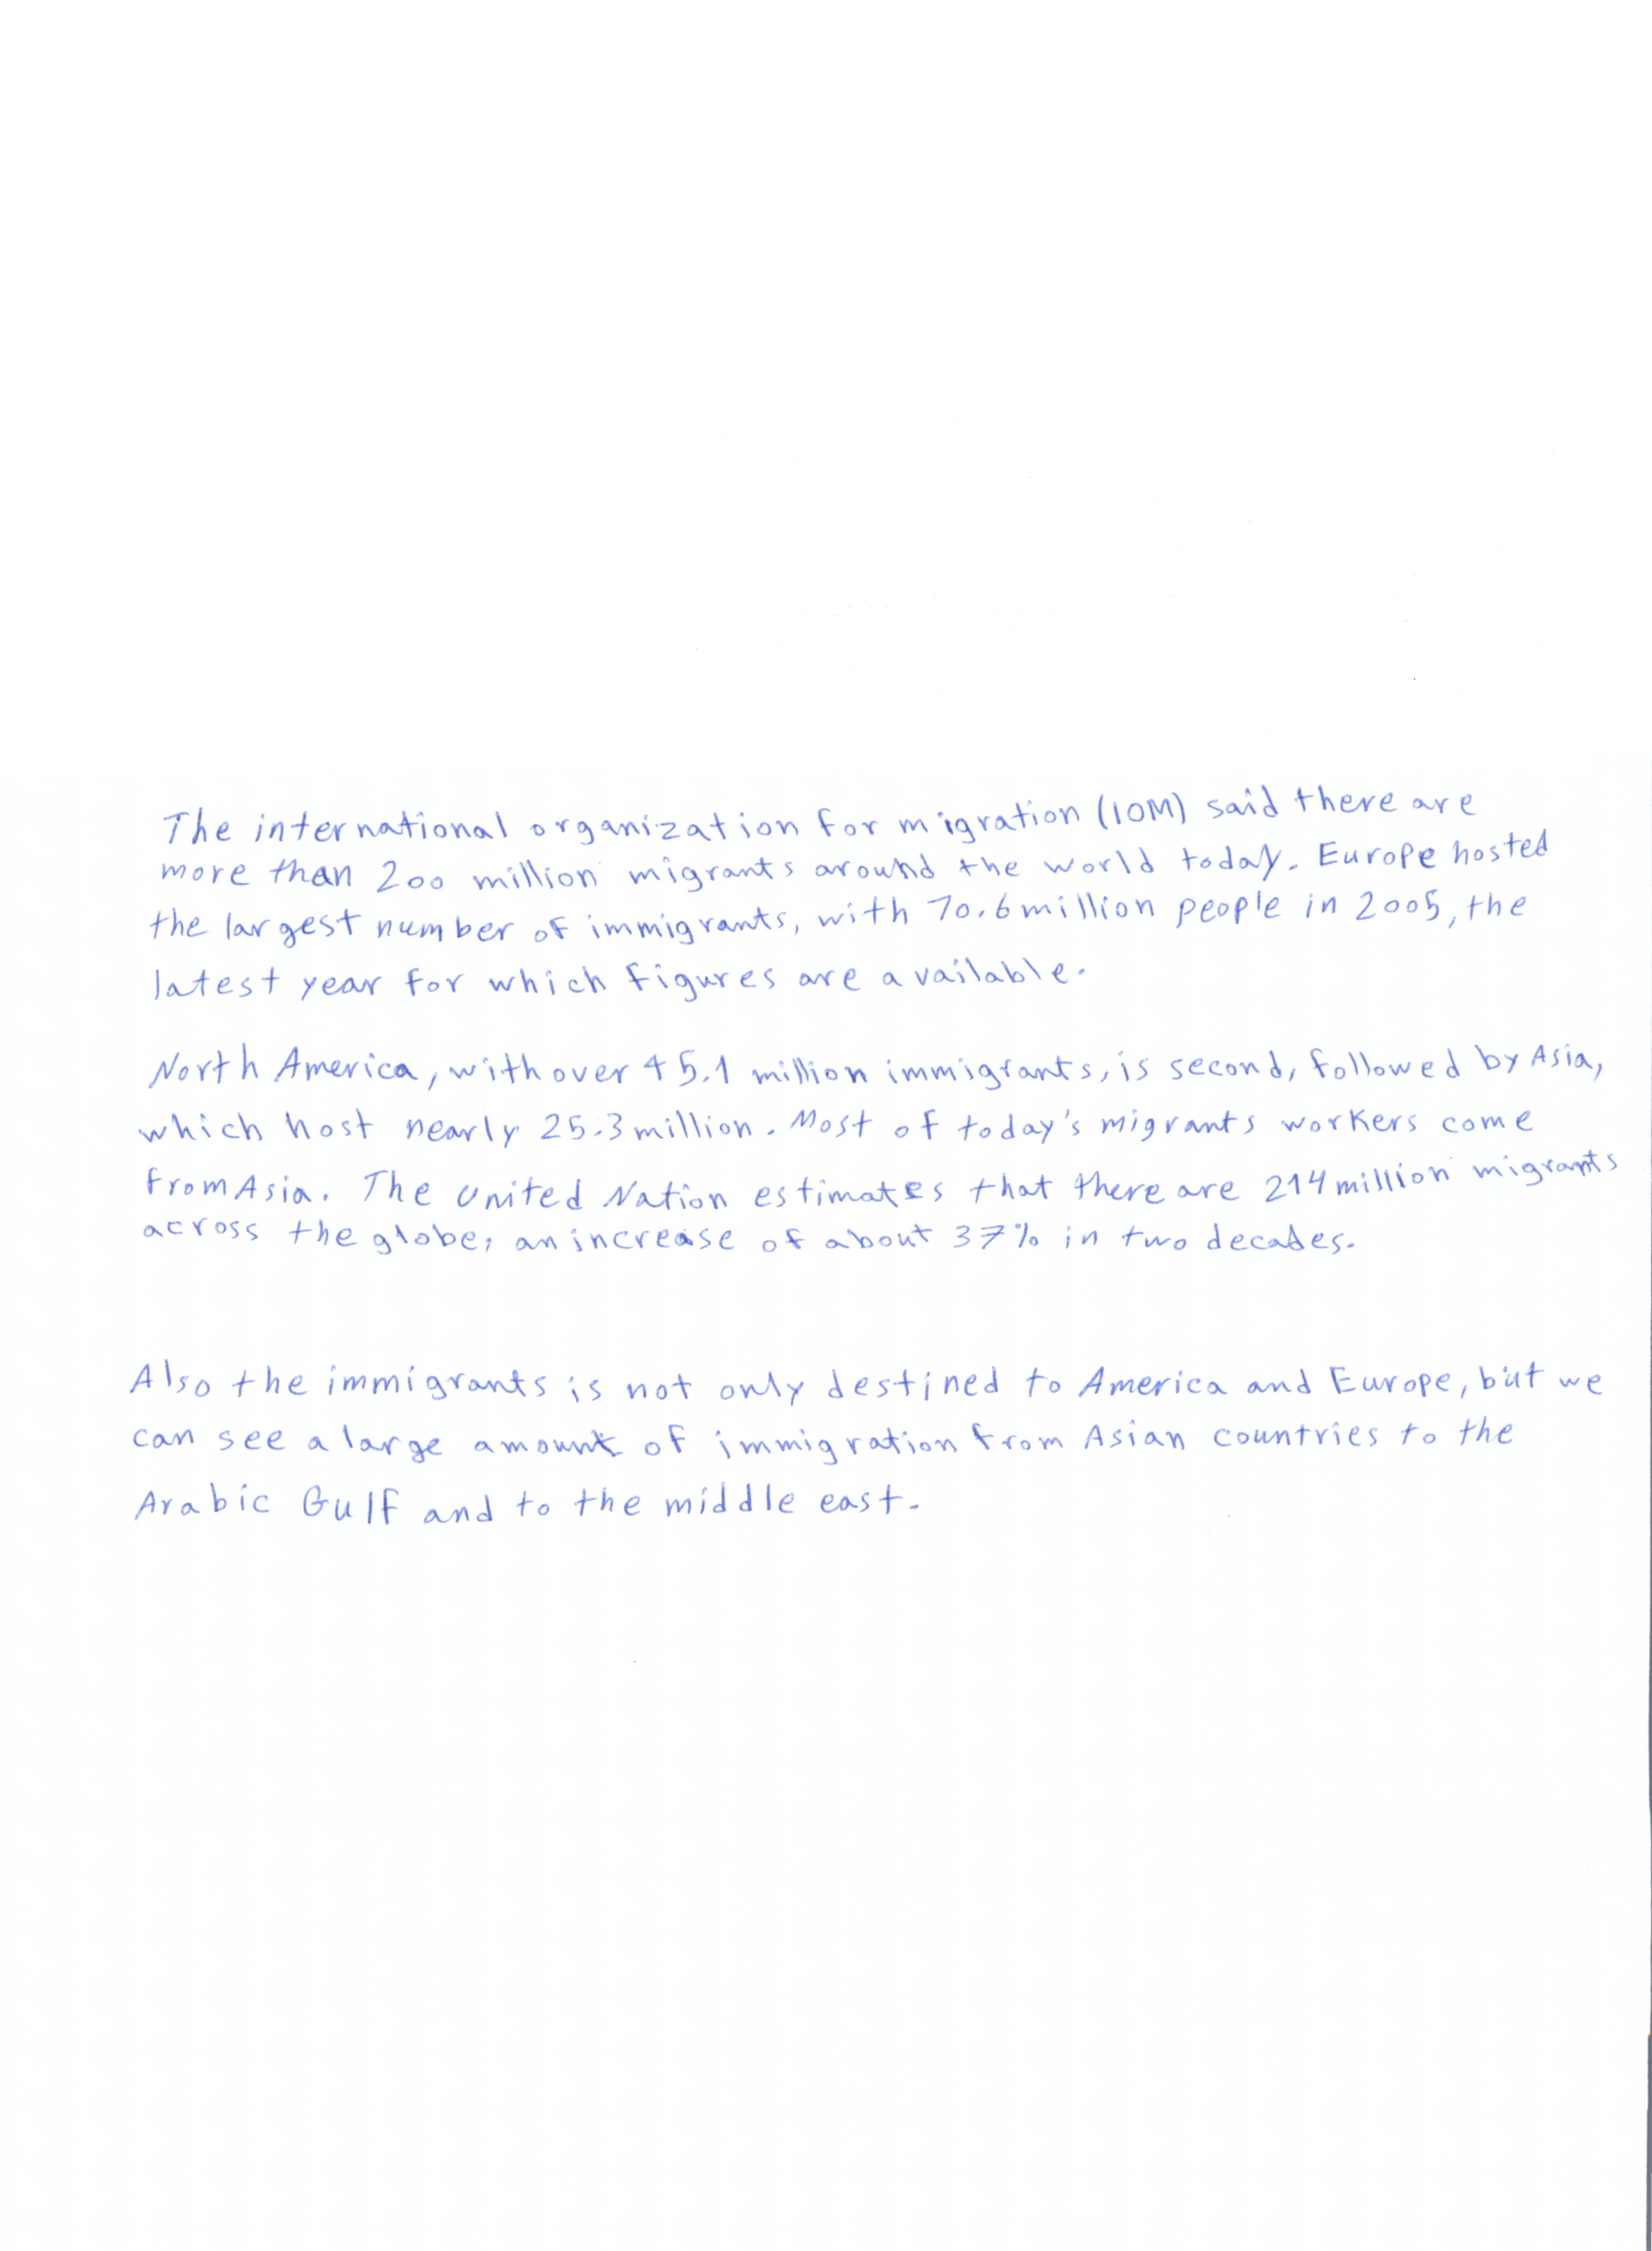 The international organization for migration (IOM) said there are
more than 200 million migrants around the world today. Europe hosted
the largest number of immigrants, with 70.6 million people in 2005, the
latest year for which figures are available.
North America, with over 45.1 million immigrants, is second, followed by Asia,
which host nearly 25.3 million. Most of today's migrants workers come
from Asia. The United Nation estimates that there are 214 million migrants
across the globe, an increase of about 37% in two decades.
Also the immigrants is not only destined to America and Europe, but we
can see a large amount of immigration from Asian countries to the
Arabic Gulf and to the middle east.